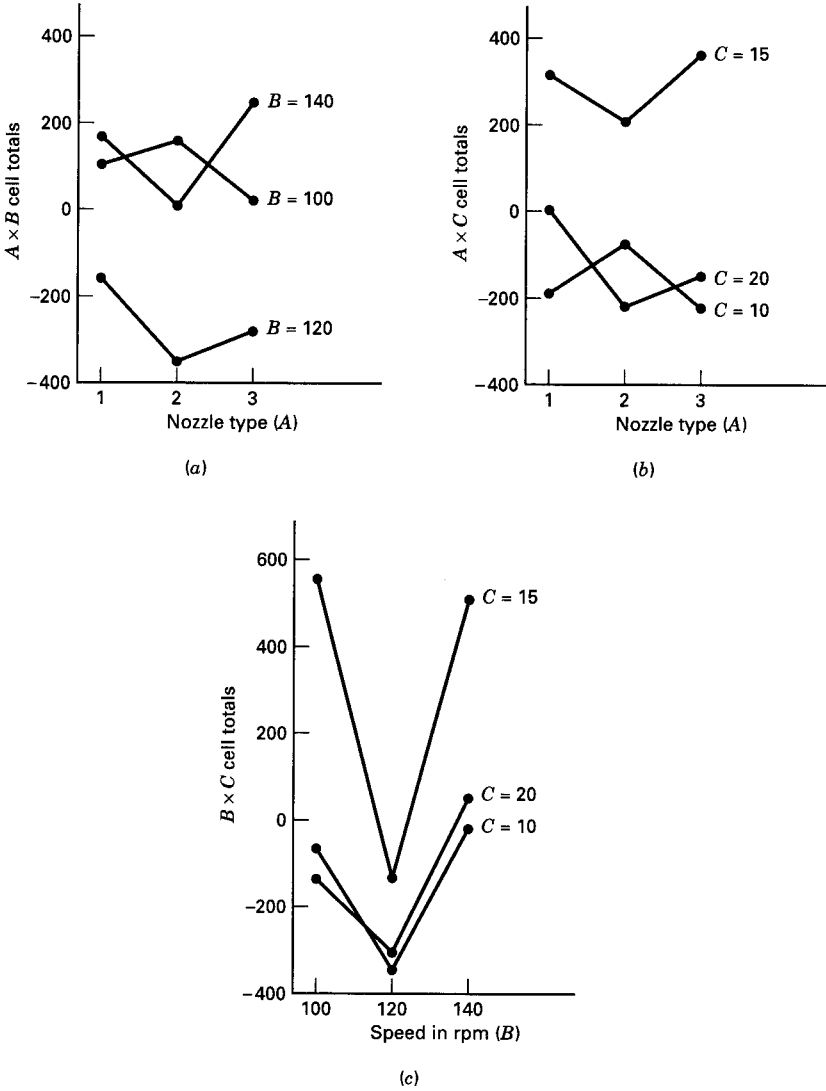 400
200
0
−200
−400
A × B cell totals
B = 140
B = 100
B = 120
1 2 3
Nozzle type (A)
(a)
400
200
0
−200
−400
A × C cell totals
C = 15
C = 20
C = 10
1 2 3
Nozzle type (A)
(b)
600
400
200
0
−200
−400
B × C cell totals
C = 15
C = 20
C = 10
100 120 140
Speed in rpm (B)
(c)